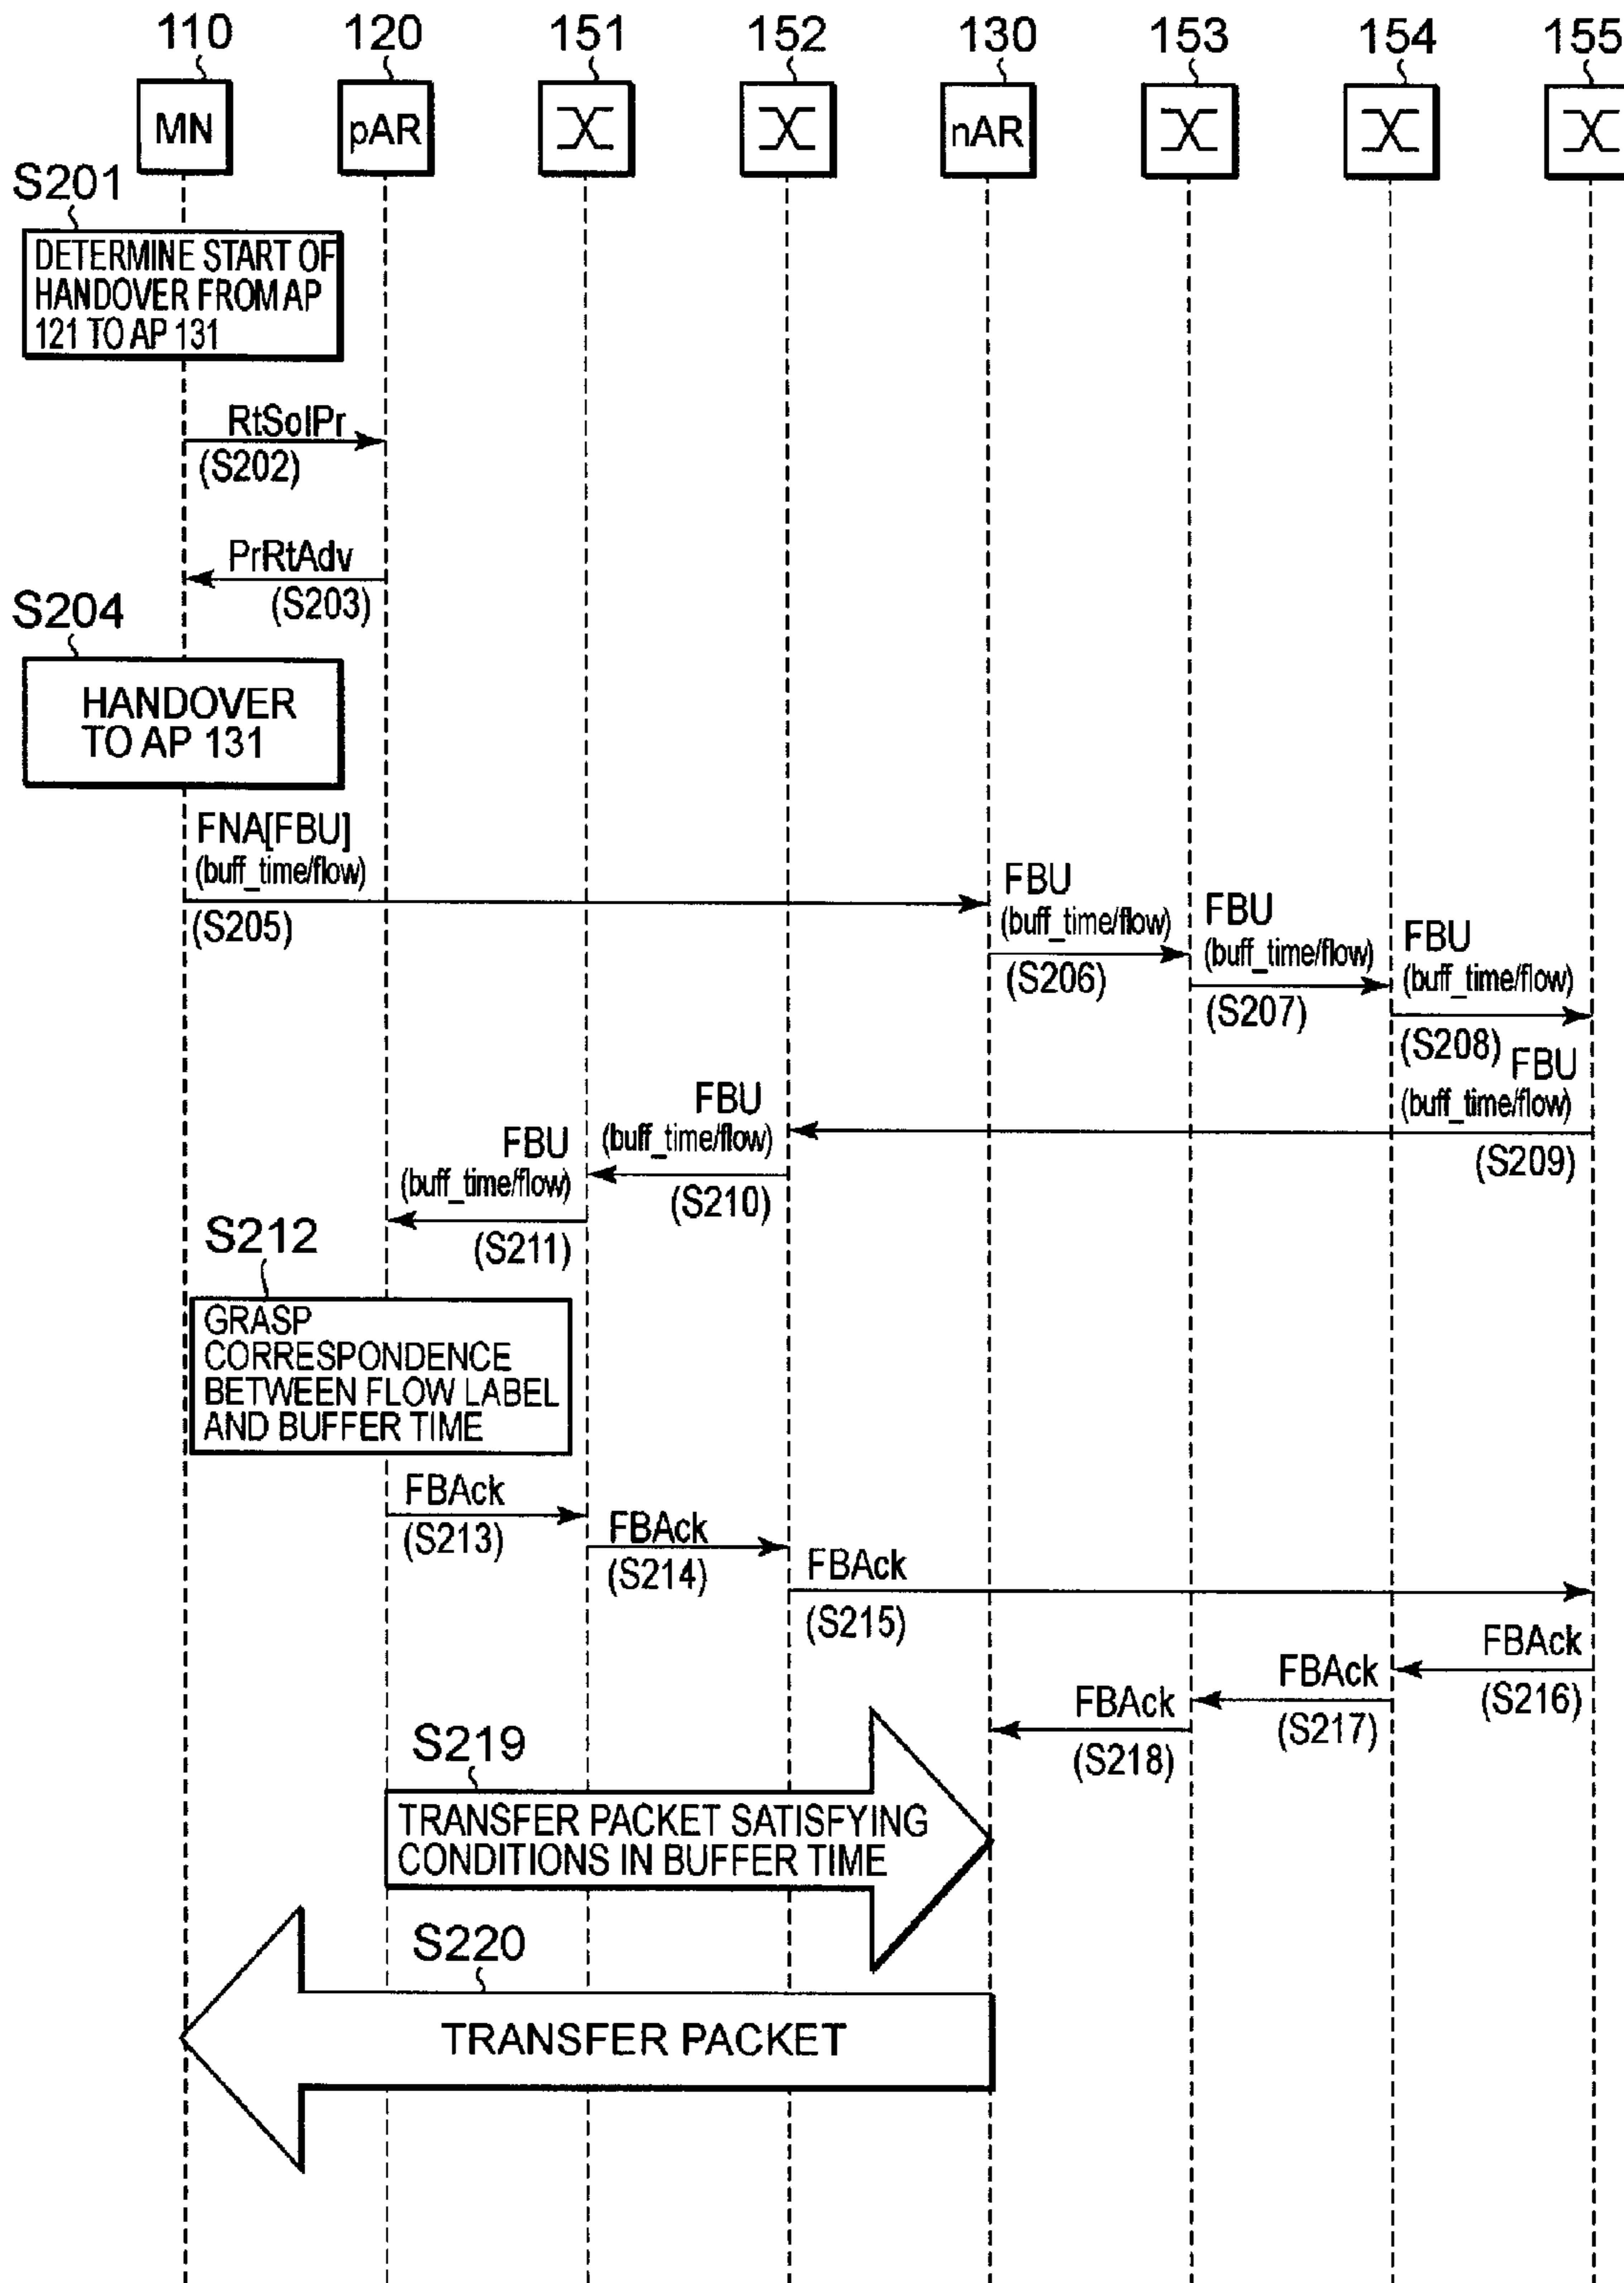 110 120 151 152 130 153 154 155
MN pAR nAR
S201
DETERMINE START OF
HANDOVER FROM AP
121 TO AP 131
RtSolPr
(S202)
PrRtAdv
(S203)
S204
HANDOVER
TO AP 131
FNA[FBU]
(buff_time/flow)
(S205)
FBU
(buff_time/flow)
(S206)
FBU
(buff_time/flow)
(S207)
FBU
(buff_time/flow)
(S208)
FBU
(buff_time/flow)
(S209)
FBU
(buff_time/flow)
(S210)
FBU
(buff_time/flow)
(S211)
S212
GRASP
CORRESPONDENCE
BETWEEN FLOW LABEL
AND BUFFER TIME
FBAck
(S213)
FBAck
(S214)
FBAck
(S215)
FBAck
(S216)
FBAck
(S217)
FBAck
(S218)
S219
TRANSFER PACKET SATISFYING
CONDITIONS IN BUFFER TIME
S220
TRANSFER PACKET